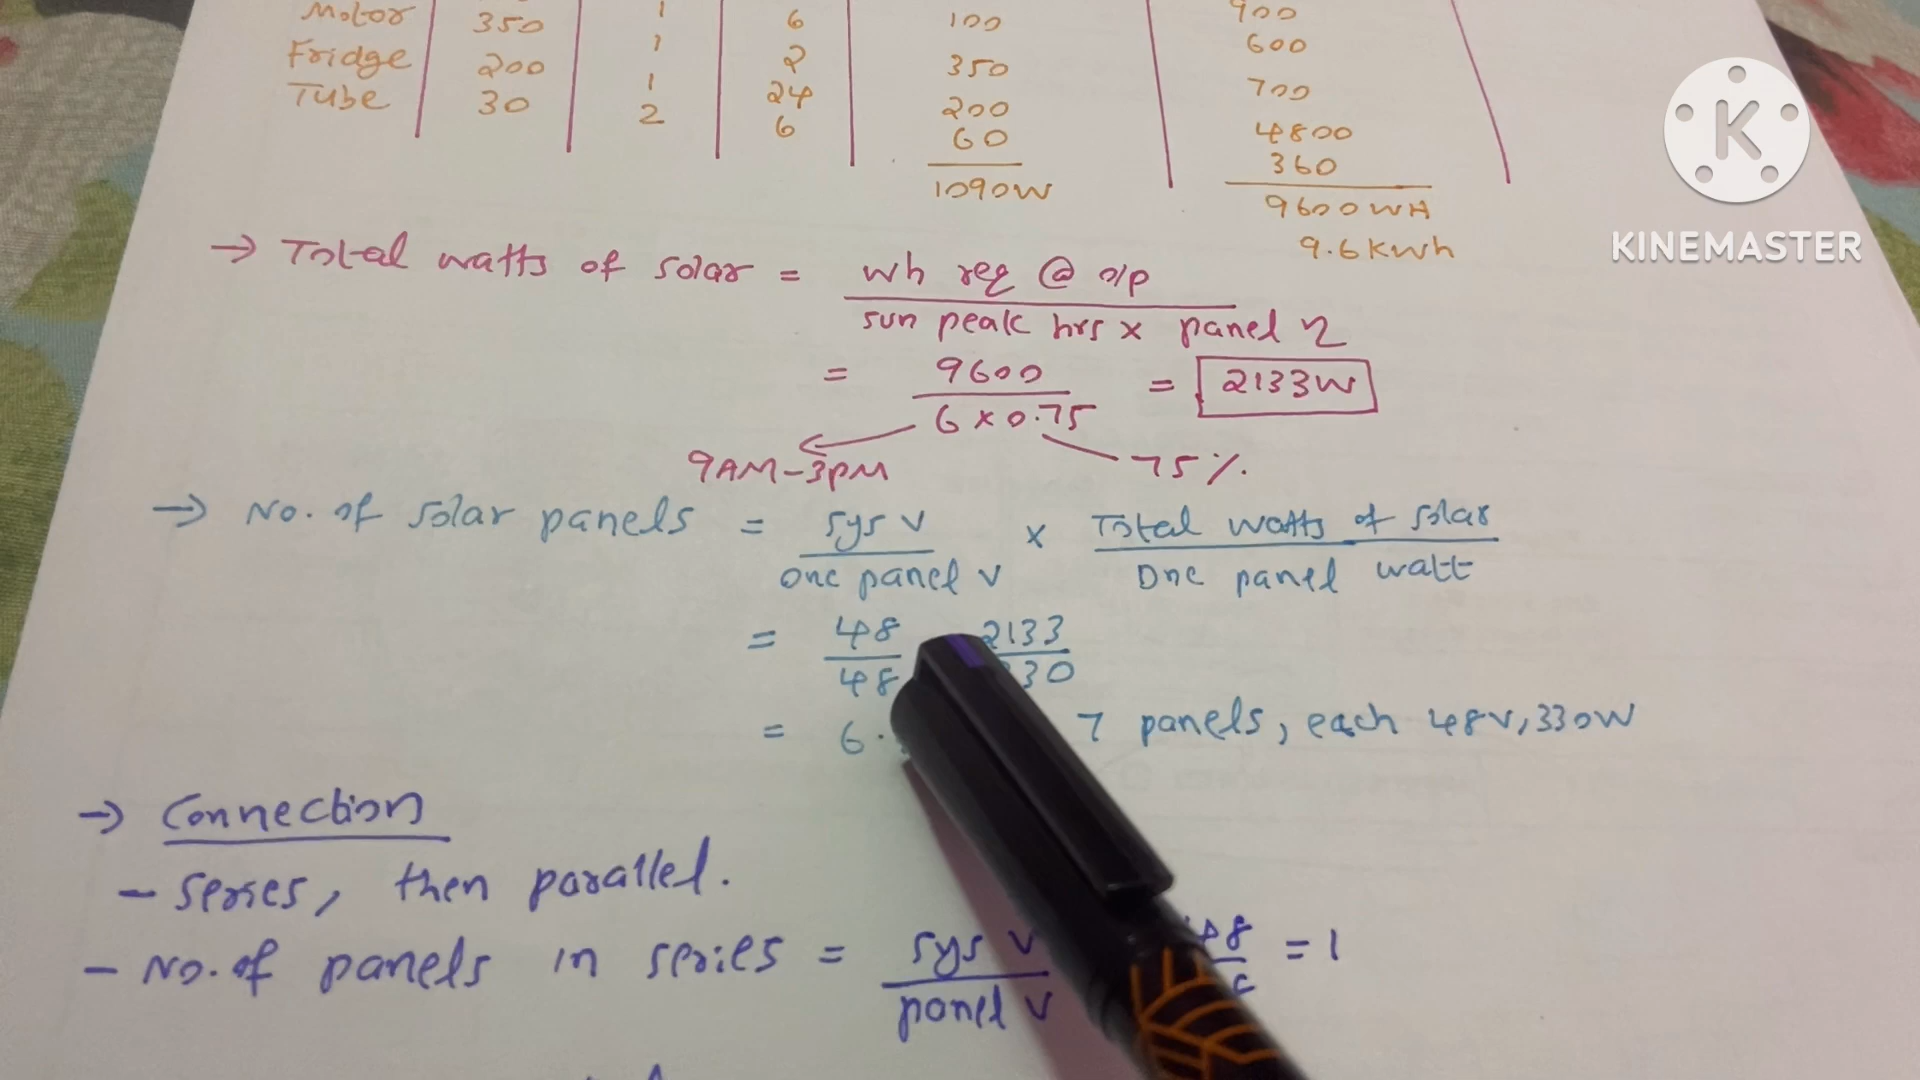 Motor 350 1 6 100 900
Fridge 200 1 2 350 600
Tube 30 1 24 200 700
2 6 60 4800
1090W 360
9600WH
9.6kwh
KINEMASTER
→ Total watts of solar = wh req @ o/p
sun peak hrs x panel η
= 9600 = 2133W
6 x 0.75
9AM-3PM 75%.
→ No. of solar panels = sys v x Total watts of solar
One panel v One panel watt
= 48 2133
48 30
= 6. 7 panels, each 48v, 330W
→ Connection
- series, then parallel.
- No. of panels in series = sys v 48 = 1
panel v